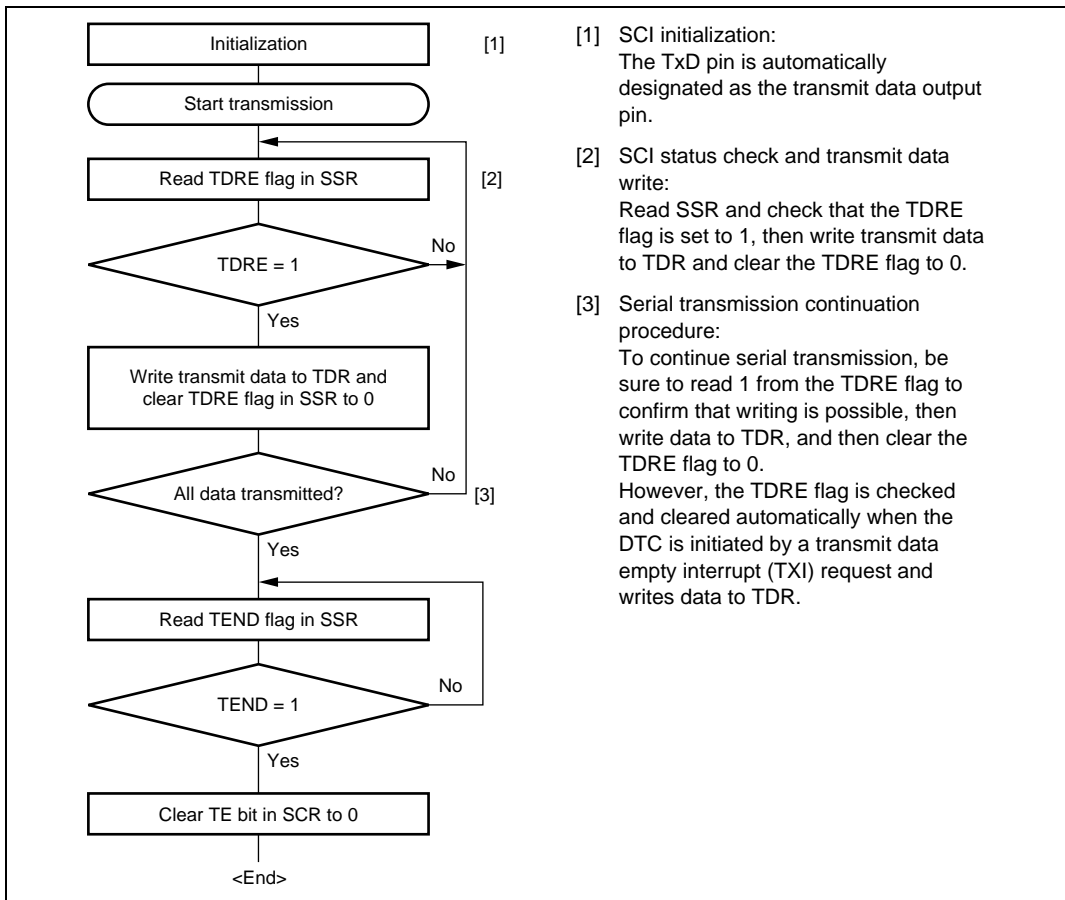 Initialization
[1]
Start transmission
Read TDRE flag in SSR
[2]
No
TDRE = 1
Yes
Write transmit data to TDR and
clear TDRE flag in SSR to 0
No
All data transmitted?
[3]
Yes
Read TEND flag in SSR
No
TEND = 1
Yes
Clear TE bit in SCR to 0
<End>
[1] SCI initialization:
The TxD pin is automatically
designated as the transmit data output
pin.
[2] SCI status check and transmit data
write:
Read SSR and check that the TDRE
flag is set to 1, then write transmit data
to TDR and clear the TDRE flag to 0.
[3] Serial transmission continuation
procedure:
To continue serial transmission, be
sure to read 1 from the TDRE flag to
confirm that writing is possible, then
write data to TDR, and then clear the
TDRE flag to 0.
However, the TDRE flag is checked
and cleared automatically when the
DTC is initiated by a transmit data
empty interrupt (TXI) request and
writes data to TDR.